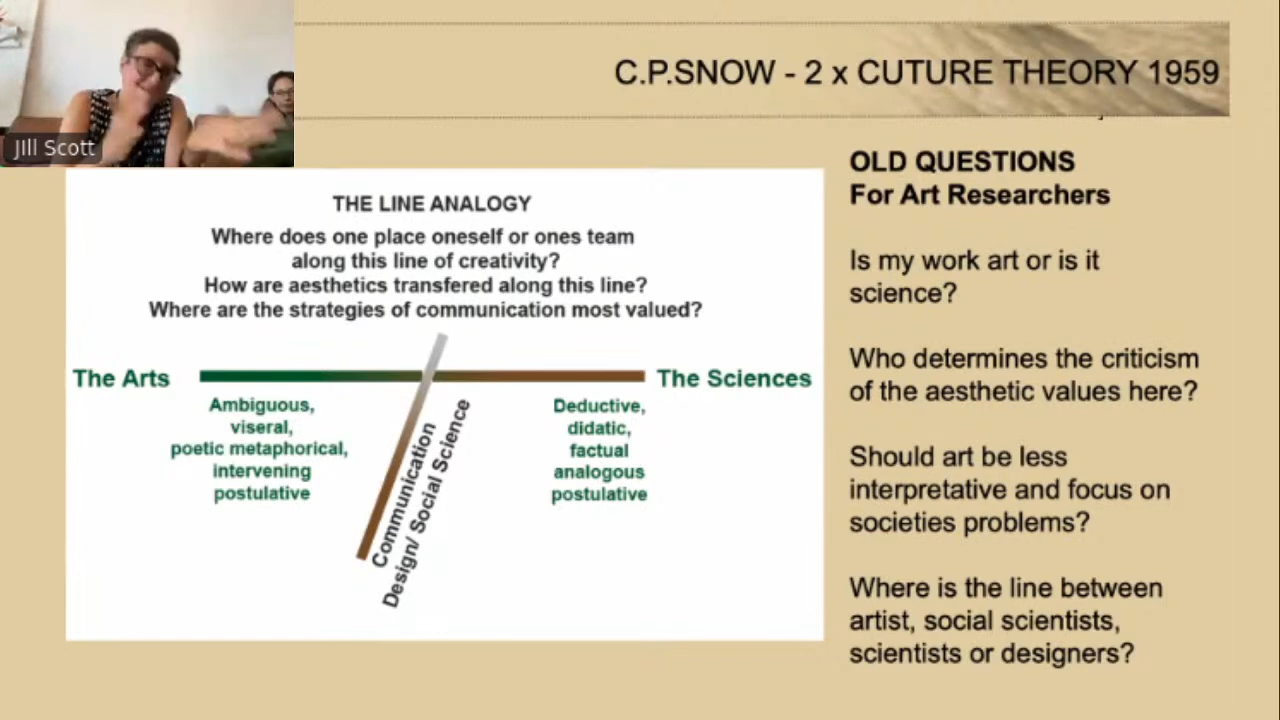 C.P.SNOW - 2 x CUTURE THEORY 1959
JIll Scott
THE LINE ANALOGY
Where does one place oneself or ones team
along this line of creativity?
How are aesthetics transfered along this line?
Where are the strategies of communication most valued?
The Arts
The Sciences
Ambiguous,
viseral,
poetic metaphorical,
intervening
postulative
Communication
Design/ Social Science
Deductive,
didatic,
factual
analogous
postulative
OLD QUESTIONS
For Art Researchers
Is my work art or is it
science?
Who determines the criticism
of the aesthetic values here?
Should art be less
interpretative and focus on
societies problems?
Where is the line between
artist, social scientists,
scientists or designers?